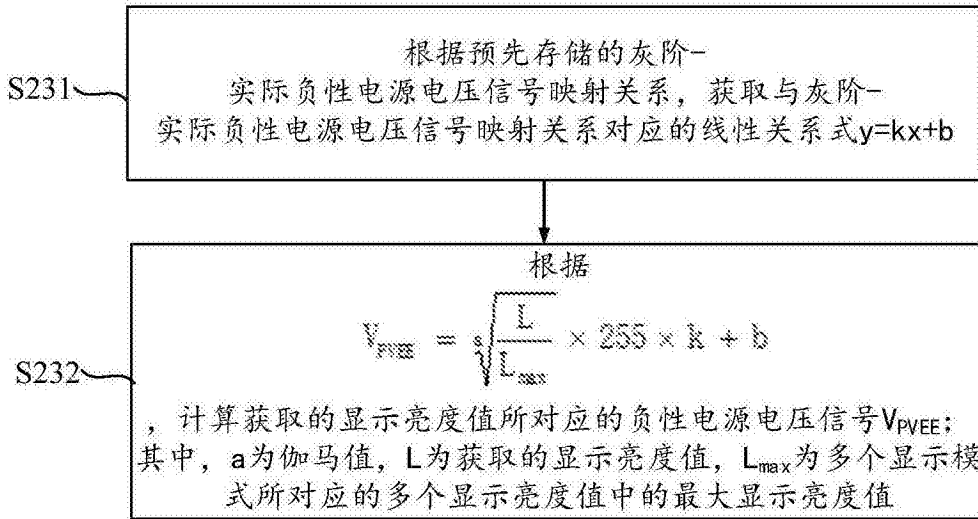 S231
根据预先存储的灰阶-
实际负性电源电压信号映射关系，获取与灰阶-
实际负性电源电压信号映射关系对应的线性关系式y=kx+b
S232
根据
V_PVEE = ᵃ√(L/L_max) × 255 × k + b
，计算获取的显示亮度值所对应的负性电源电压信号V_PVEE；
其中，a为伽马值，L为获取的显示亮度值，L_max为多个显示模
式所对应的多个显示亮度值中的最大显示亮度值